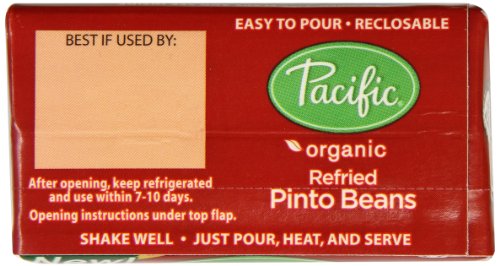 EASY TO POUR • RECLOSABLE
BEST IF USED BY:
Pacific®
organic
Refried
Pinto Beans
After opening, keep refrigerated
and use within 7-10 days.
Opening instructions under top flap.
SHAKE WELL • JUST POUR, HEAT, AND SERVE
New!